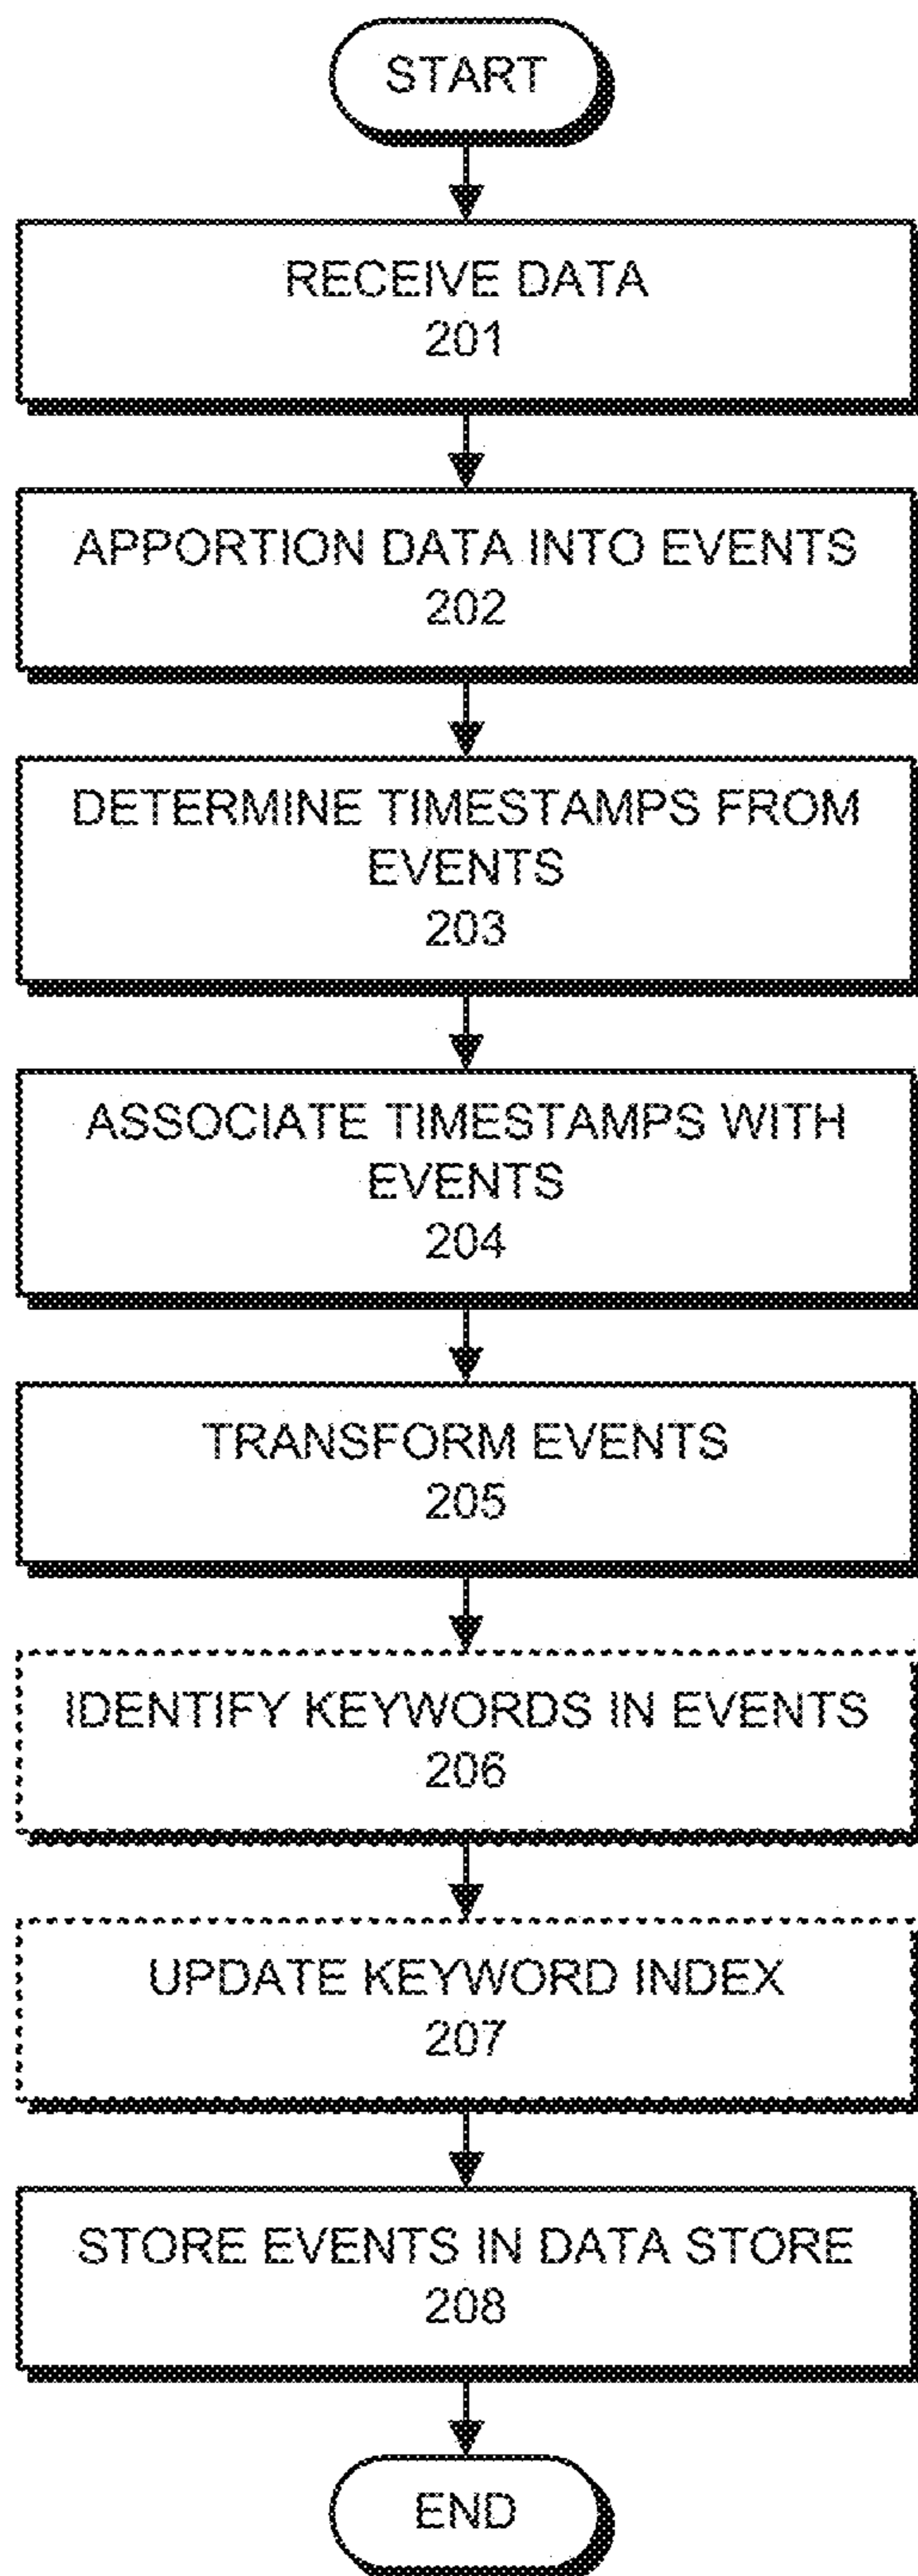 START
RECEIVE DATA
201
APPORTION DATA INTO EVENTS
202
DETERMINE TIMESTAMPS FROM
EVENTS
203
ASSOCIATE TIMESTAMPS WITH
EVENTS
204
TRANSFORM EVENTS
205
IDENTIFY KEYWORDS IN EVENTS
206
UPDATE KEYWORD INDEX
207
STORE EVENTS IN DATA STORE
208
END